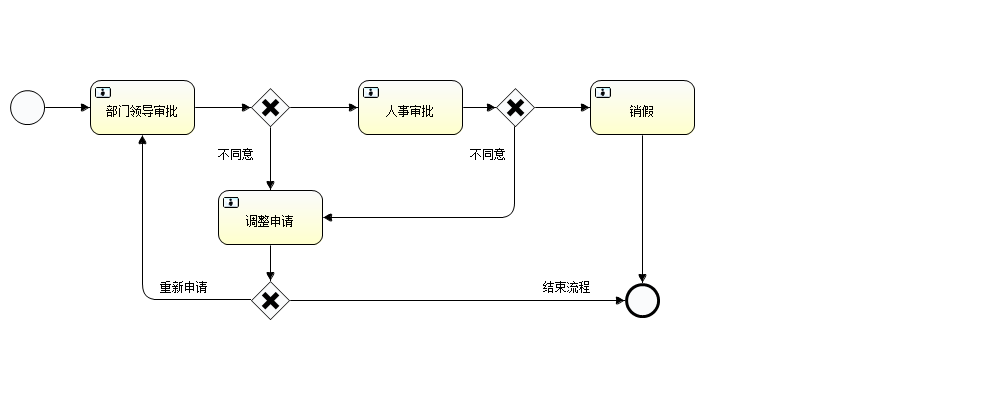 部门领导审批
人事审批
销假
不同意
不同意
调整申请
重新申请
结束流程